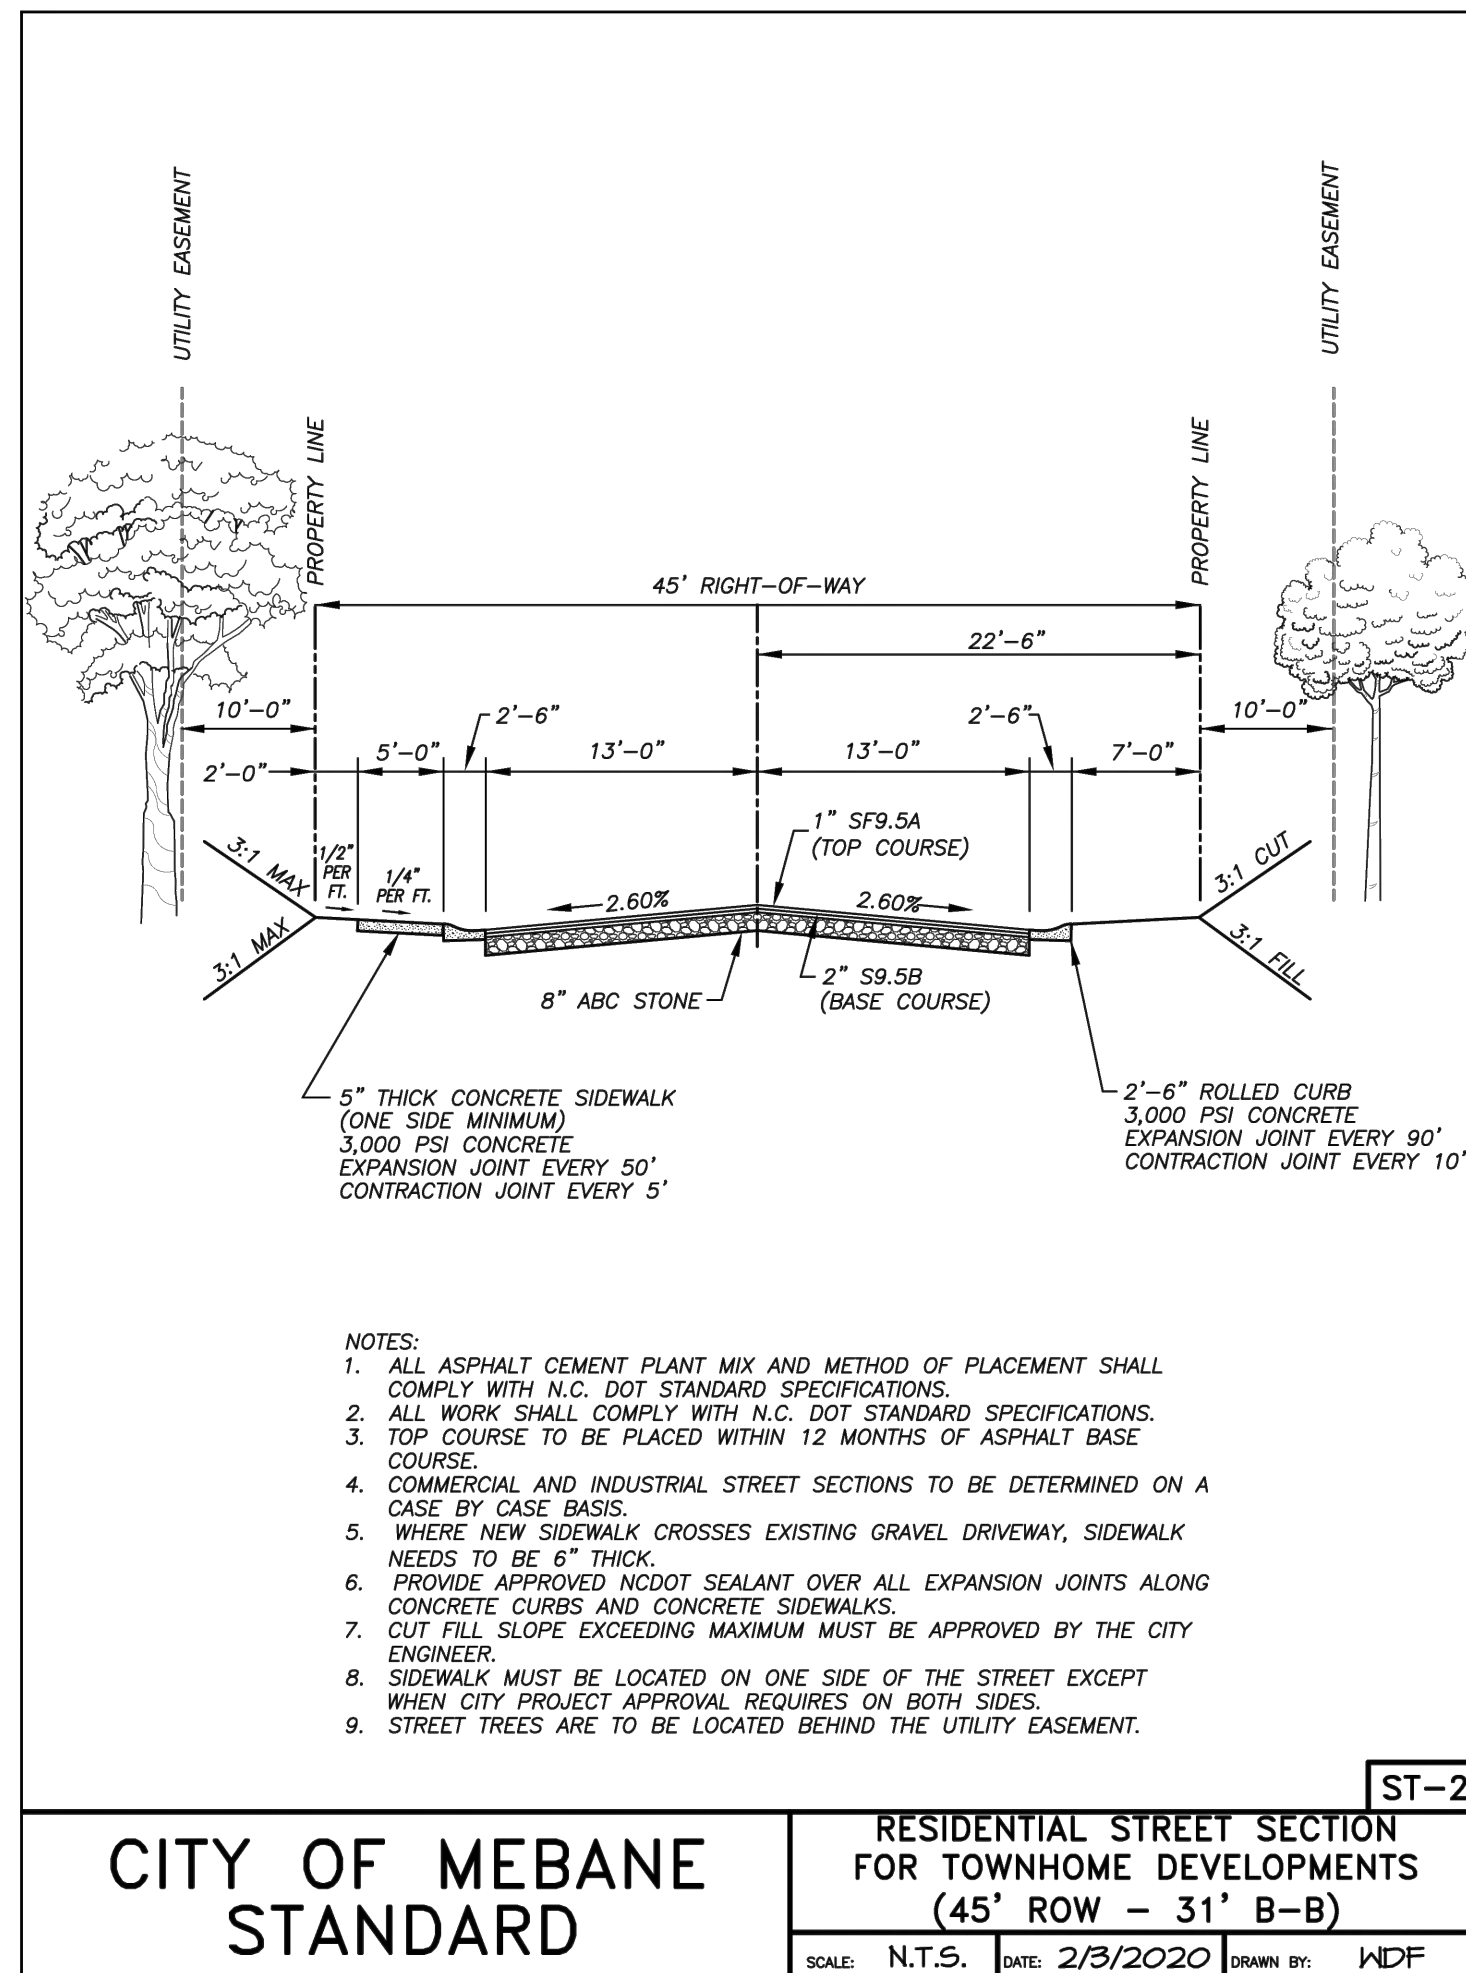 UTILITY EASEMENT
UTILITY EASEMENT
PROPERTY LINE
PROPERTY LINE
45' RIGHT-OF-WAY
22'-6"
10'-0"
2'-6"
2'-6"
10'-0"
2'-0"
5'-0"
13'-0"
13'-0"
7'-0"
1" SF9.5A
(TOP COURSE)
3:1 MAX
1/2"
PER
FT.
1/4"
PER FT.
2.60%
2.60%
3:1 CUT
3:1 MAX
3:1 FILL
8" ABC STONE
2" S9.5B
(BASE COURSE)
5" THICK CONCRETE SIDEWALK
(ONE SIDE MINIMUM)
3,000 PSI CONCRETE
EXPANSION JOINT EVERY 50'
CONTRACTION JOINT EVERY 5'
2'-6" ROLLED CURB
3,000 PSI CONCRETE
EXPANSION JOINT EVERY 90'
CONTRACTION JOINT EVERY 10'
NOTES:
1. ALL ASPHALT CEMENT PLANT MIX AND METHOD OF PLACEMENT SHALL
COMPLY WITH N.C. DOT STANDARD SPECIFICATIONS.
2. ALL WORK SHALL COMPLY WITH N.C. DOT STANDARD SPECIFICATIONS.
3. TOP COURSE TO BE PLACED WITHIN 12 MONTHS OF ASPHALT BASE
COURSE.
4. COMMERCIAL AND INDUSTRIAL STREET SECTIONS TO BE DETERMINED ON A
CASE BY CASE BASIS.
5. WHERE NEW SIDEWALK CROSSES EXISTING GRAVEL DRIVEWAY, SIDEWALK
NEEDS TO BE 6" THICK.
6. PROVIDE APPROVED NCDOT SEALANT OVER ALL EXPANSION JOINTS ALONG
CONCRETE CURBS AND CONCRETE SIDEWALKS.
7. CUT FILL SLOPE EXCEEDING MAXIMUM MUST BE APPROVED BY THE CITY
ENGINEER.
8. SIDEWALK MUST BE LOCATED ON ONE SIDE OF THE STREET EXCEPT
WHEN CITY PROJECT APPROVAL REQUIRES ON BOTH SIDES.
9. STREET TREES ARE TO BE LOCATED BEHIND THE UTILITY EASEMENT.
ST-2
CITY OF MEBANE
STANDARD
RESIDENTIAL STREET SECTION
FOR TOWNHOME DEVELOPMENTS
(45' ROW - 31' B-B)
SCALE: N.T.S.
DATE: 2/3/2020
DRAWN BY: WDF